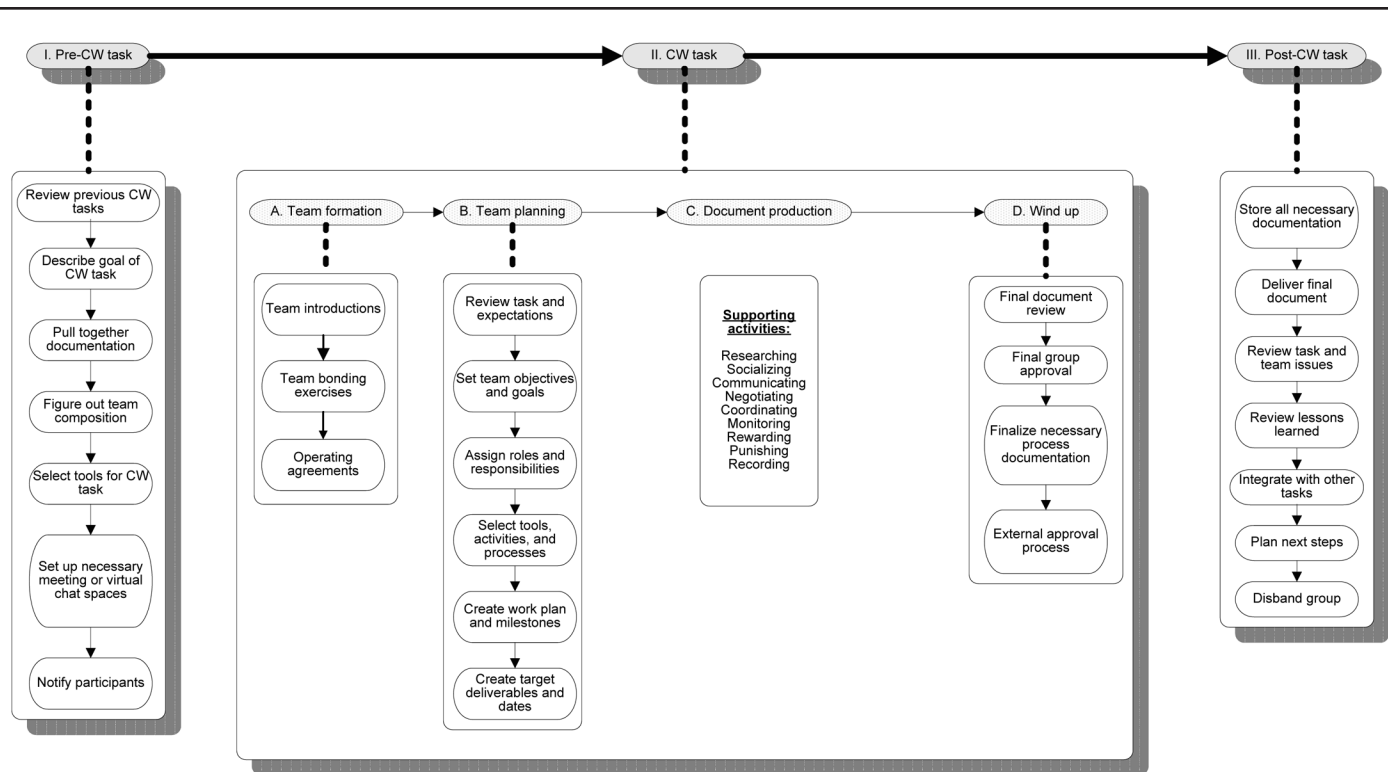 I. Pre-CW task
II. CW task
III. Post-CW task
Review previous CW
tasks
Describe goal of
CW task
Pull together
documentation
Figure out team
composition
Select tools for CW
task
Set up necessary
meeting or virtual
chat spaces
Notify participants
A. Team formation
B. Team planning
C. Document production
D. Wind up
Team introductions
Team bonding
exercises
Operating
agreements
Review task and
expectations
Set team objectives
and goals
Assign roles and
responsibilities
Select tools,
activities, and
processes
Create work plan
and milestones
Create target
deliverables and
dates
Supporting
activities:
Researching
Socializing
Communicating
Negotiating
Coordinating
Monitoring
Rewarding
Punishing
Recording
Final document
review
Final group
approval
Finalize necessary
process
documentation
External approval
process
Store all necessary
documentation
Deliver final
document
Review task and
team issues
Review lessons
learned
Integrate with other
tasks
Plan next steps
Disband group